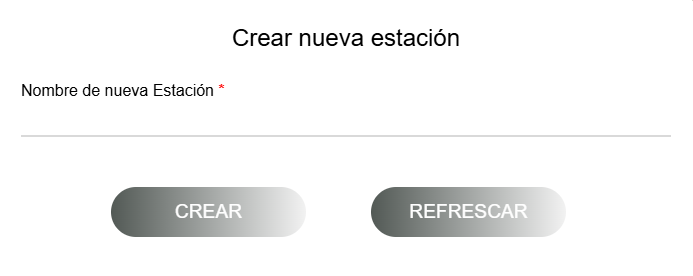 Crear nueva estación
Nombre de nueva Estación *
CREAR
REFRESCAR